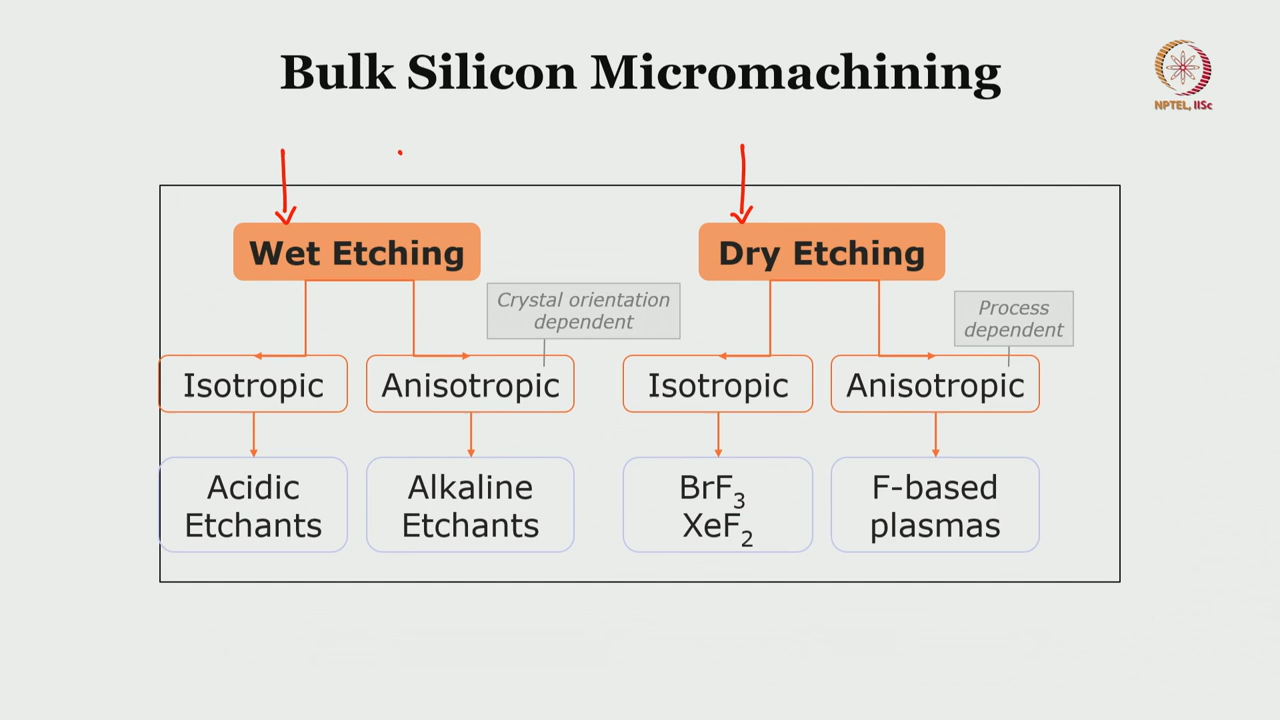 Bulk Silicon Micromachining
NPTEL, IISc
Wet Etching
Dry Etching
Crystal orientation
dependent
Process
dependent
Isotropic
Anisotropic
Isotropic
Anisotropic
Acidic
Etchants
Alkaline
Etchants
BrF₃
XeF₂
F-based
plasmas